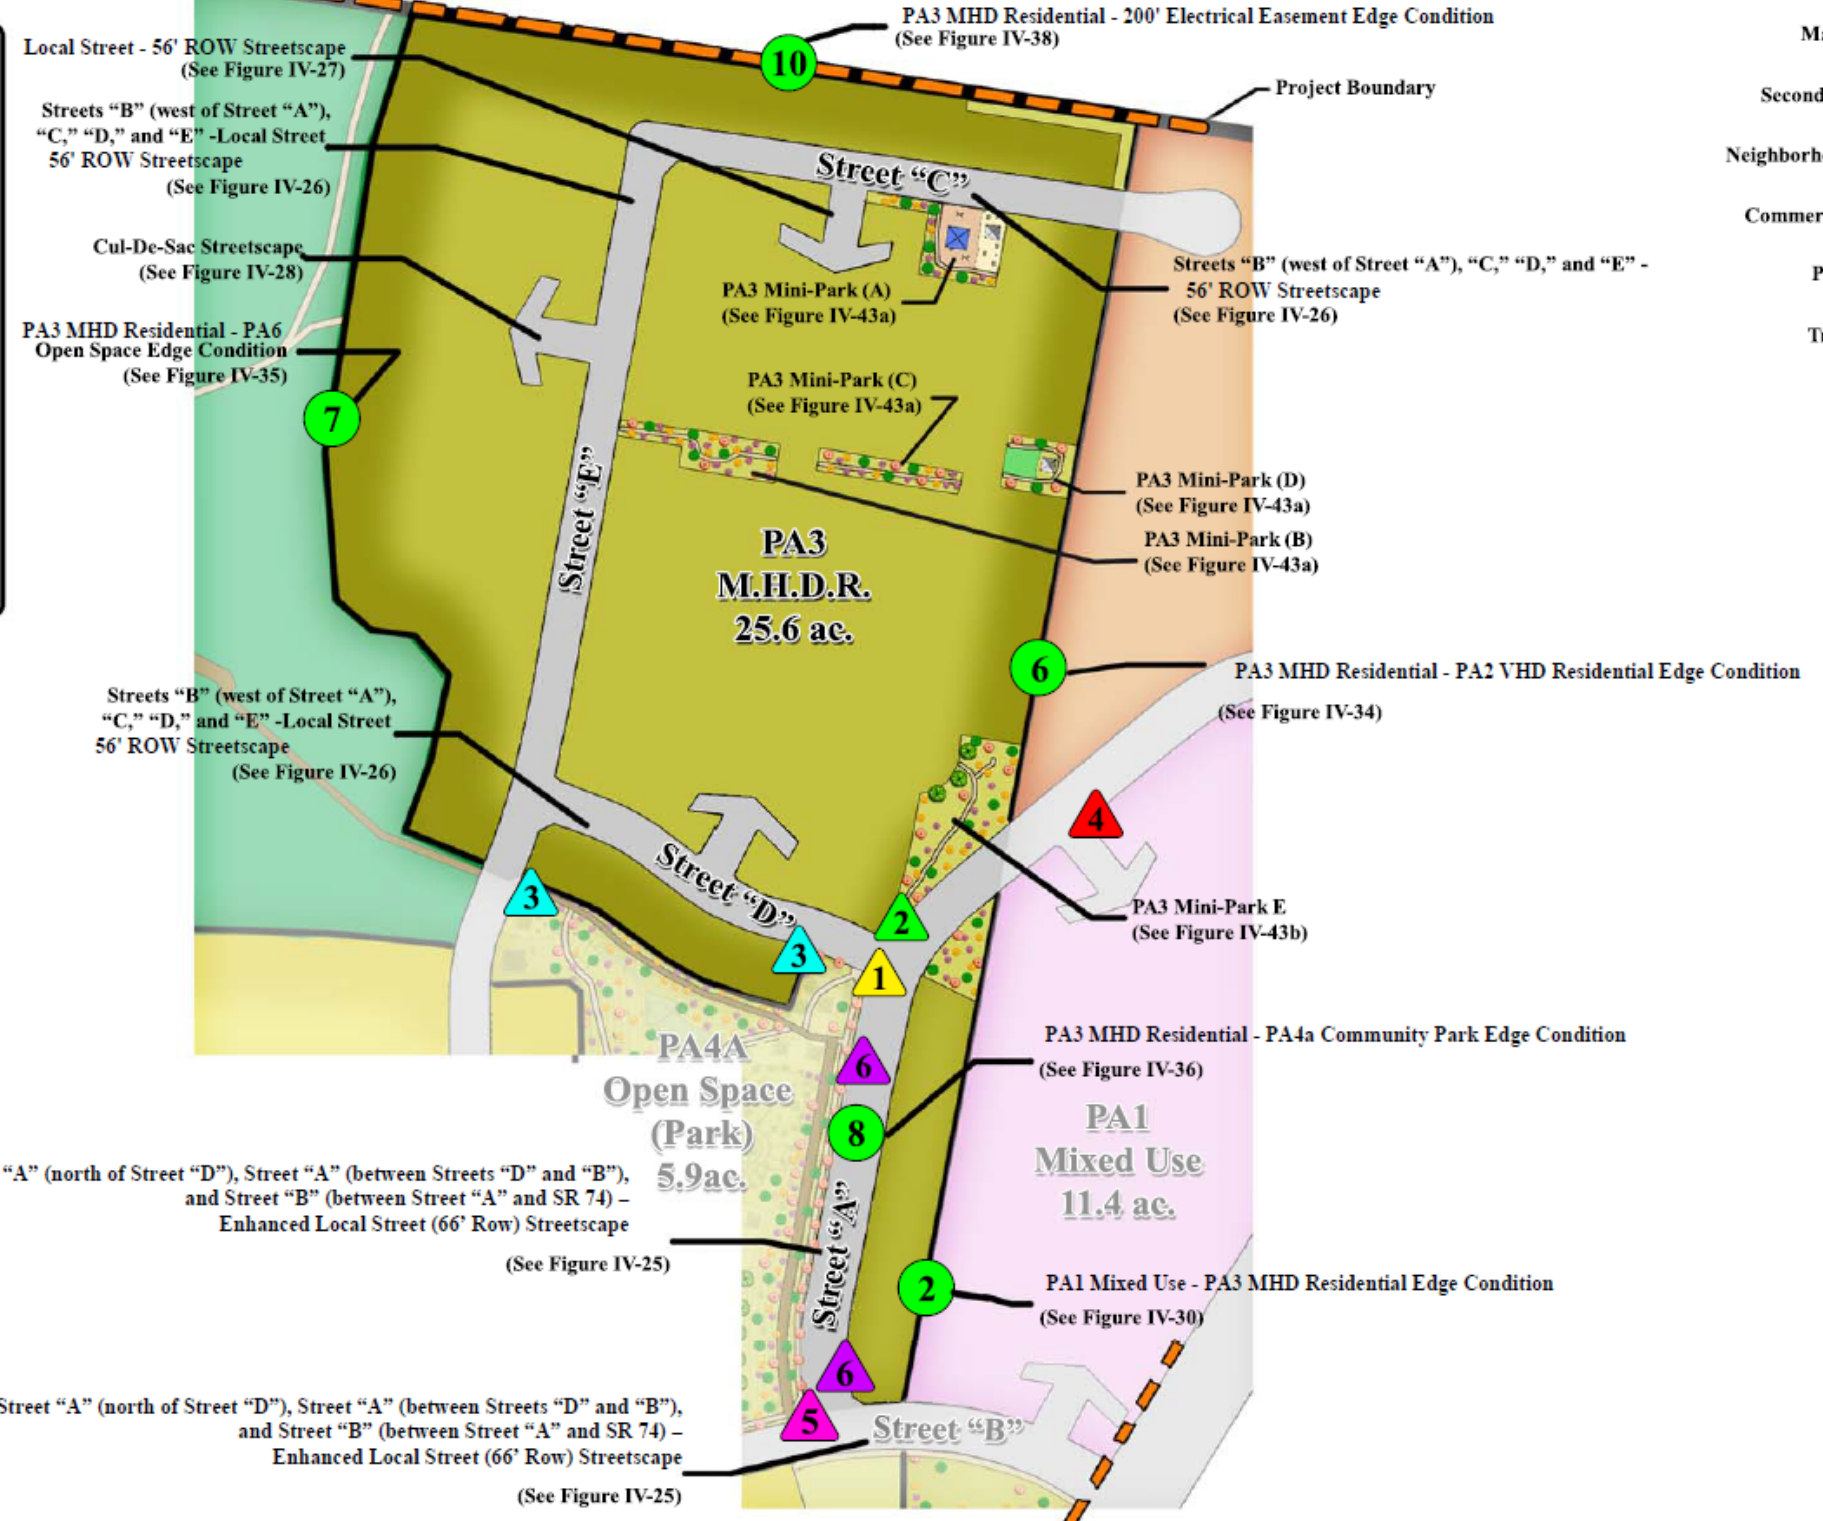 PA3 MHD Residential - 200' Electrical Easement Edge Condition
(See Figure IV-38)
10
Local Street - 56' ROW Streetscape
(See Figure IV-27)
Project Boundary
Streets “B” (west of Street “A”),
“C,” “D,” and “E” -Local Street
56' ROW Streetscape
(See Figure IV-26)
Street “C”
Cul-De-Sac Streetscape
(See Figure IV-28)
Streets “B” (west of Street “A”), “C,” “D,” and “E” -
56' ROW Streetscape
(See Figure IV-26)
PA3 Mini-Park (A)
(See Figure IV-43a)
PA3 MHD Residential - PA6
Open Space Edge Condition
(See Figure IV-35)
7
PA3 Mini-Park (C)
(See Figure IV-43a)
Street “E”
PA3 Mini-Park (D)
(See Figure IV-43a)
PA3 Mini-Park (B)
(See Figure IV-43a)
PA3
M.H.D.R.
25.6 ac.
6
PA3 MHD Residential - PA2 VHD Residential Edge Condition
(See Figure IV-34)
Streets “B” (west of Street “A”),
“C,” “D,” and “E” -Local Street
56' ROW Streetscape
(See Figure IV-26)
4
Street “D”
3
2
3
1
PA3 Mini-Park E
(See Figure IV-43b)
PA4A
Open Space
(Park)
5.9ac.
6
8
PA3 MHD Residential - PA4a Community Park Edge Condition
(See Figure IV-36)
PA1
Mixed Use
11.4 ac.
“A” (north of Street “D”), Street “A” (between Streets “D” and “B”),
and Street “B” (between Street “A” and SR 74) –
Enhanced Local Street (66’ Row) Streetscape
(See Figure IV-25)
Street “A”
2
PA1 Mixed Use - PA3 MHD Residential Edge Condition
(See Figure IV-30)
6
5
Street “B”
Street “A” (north of Street “D”), Street “A” (between Streets “D” and “B”),
and Street “B” (between Street “A” and SR 74) –
Enhanced Local Street (66’ Row) Streetscape
(See Figure IV-25)